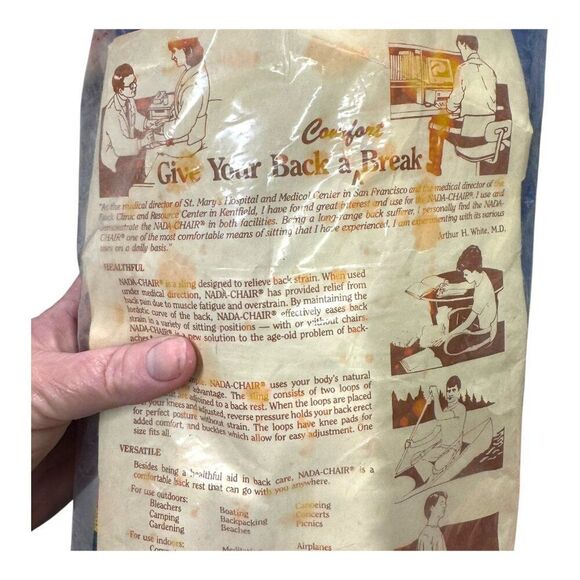 Comfort
Give Your Back a Break
"As the medical director of St. Mary's Hospital and Medical Center in San Francisco and the medical director of the
Back Clinic and Resource Center in Kentfield, I have found great interest and use for the NADA-CHAIR®. I use and
demonstrate the NADA-CHAIR® in both facilities. Being a long-range back sufferer, I personally find the NADA-
CHAIR® one of the most comfortable means of sitting that I have experienced. I am experimenting with its various
uses on a daily basis."
Arthur H. White, M.D.
HEALTHFUL
NADA-CHAIR® is a sling designed to relieve back strain. When used
under medical direction, NADA-CHAIR® has provided relief from
back pain due to muscle fatigue and overstrain. By maintaining the
lordotic curve of the back, NADA-CHAIR® effectively eases back
strain in a variety of sitting positions — with or without chairs.
NADA-CHAIR® is a new solution to the age-old problem of back-
aches.
NADA-CHAIR® uses your body's natural
advantage. The sling consists of two loops of
adjoined to a back rest. When the loops are placed
your knees and adjusted, reverse pressure holds your back erect
for perfect posture without strain. The loops have knee pads for
added comfort, and buckles which allow for easy adjustment. One
size fits all.
VERSATILE
Besides being a healthful aid in back care, NADA-CHAIR® is a
comfortable back rest that can go with you anywhere.
For use outdoors:
Bleachers Boating Canoeing
Camping Backpacking Concerts
Gardening Beaches Picnics
For use indoors:
Airplanes